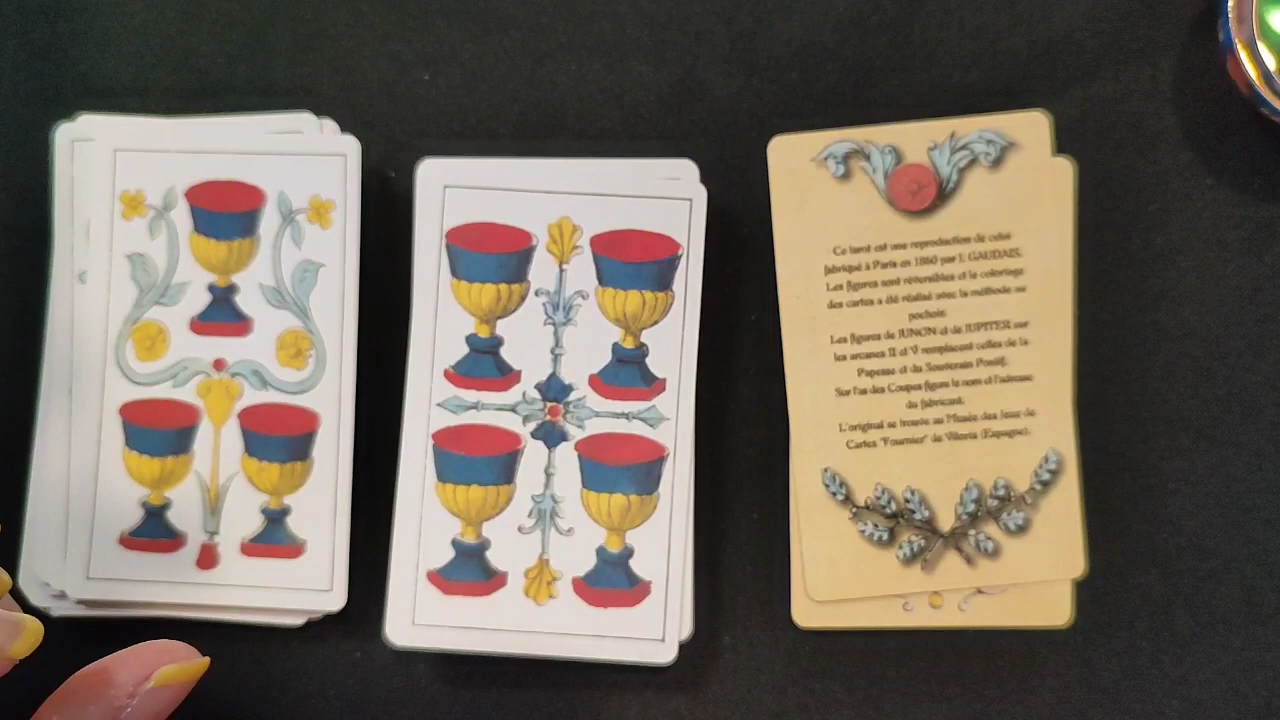 Ce tarot est une reproduction de celui
fabriqué à Paris en 1860 par J. GAUDAIS.
Les figures sont réversibles et le coloriage
des cartes a été réalisé avec la méthode au
pochoir.
Les figures de JUNON et de JUPITER sur
les arcanes II et V remplacent celles de la
Papesse et du Souverain Pontif.
Sur l'as des Coupes figure le nom et l'adresse
du fabricant.
L'original se trouve au Musée des Jeux de
Cartes "Fournier" de Vitoria (Espagne).